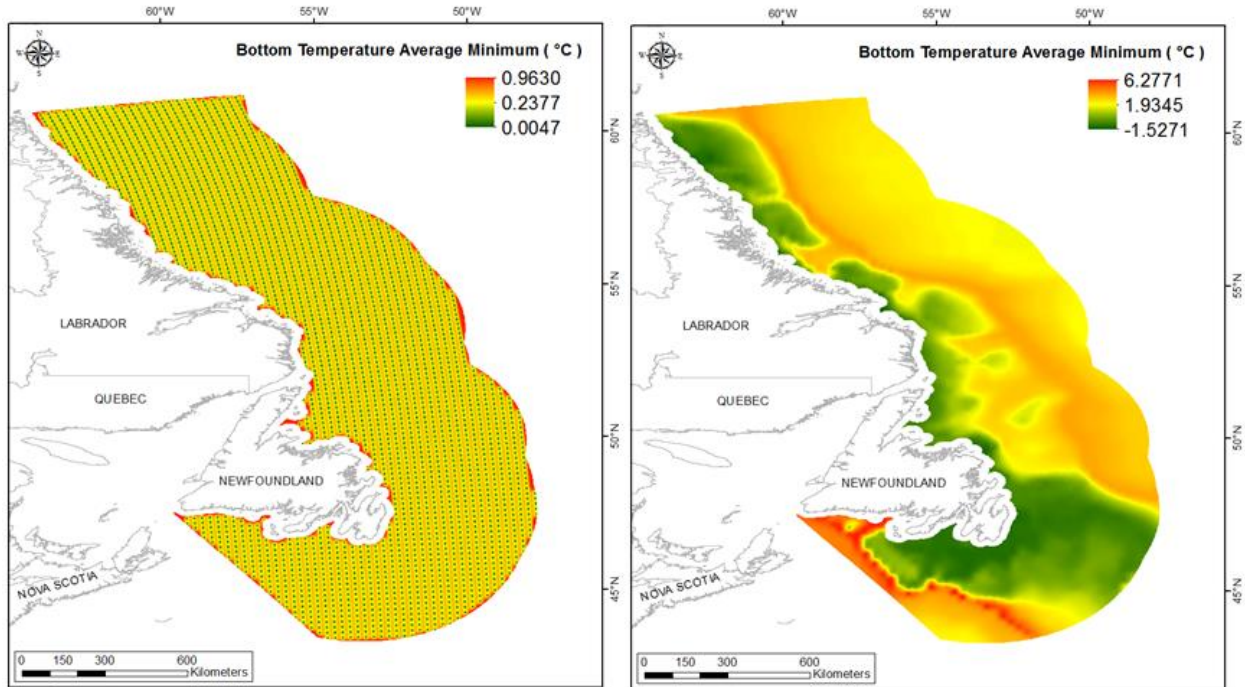 60°W 55°W 50°W
N
W E
S
Bottom Temperature Average Minimum ( °C)
0.9630
0.2377
0.0047
60°N
55°N
50°N
45°N
LABRADOR
QUEBEC
NEWFOUNDLAND
NOVA SCOTIA
0 150 300 600
Kilometers
60°W 55°W 50°W
N
W E
S
Bottom Temperature Average Minimum ( °C)
6.2771
1.9345
-1.5271
60°N
55°N
50°N
45°N
LABRADOR
QUEBEC
NEWFOUNDLAND
NOVA SCOTIA
0 150 300 600
Kilometers